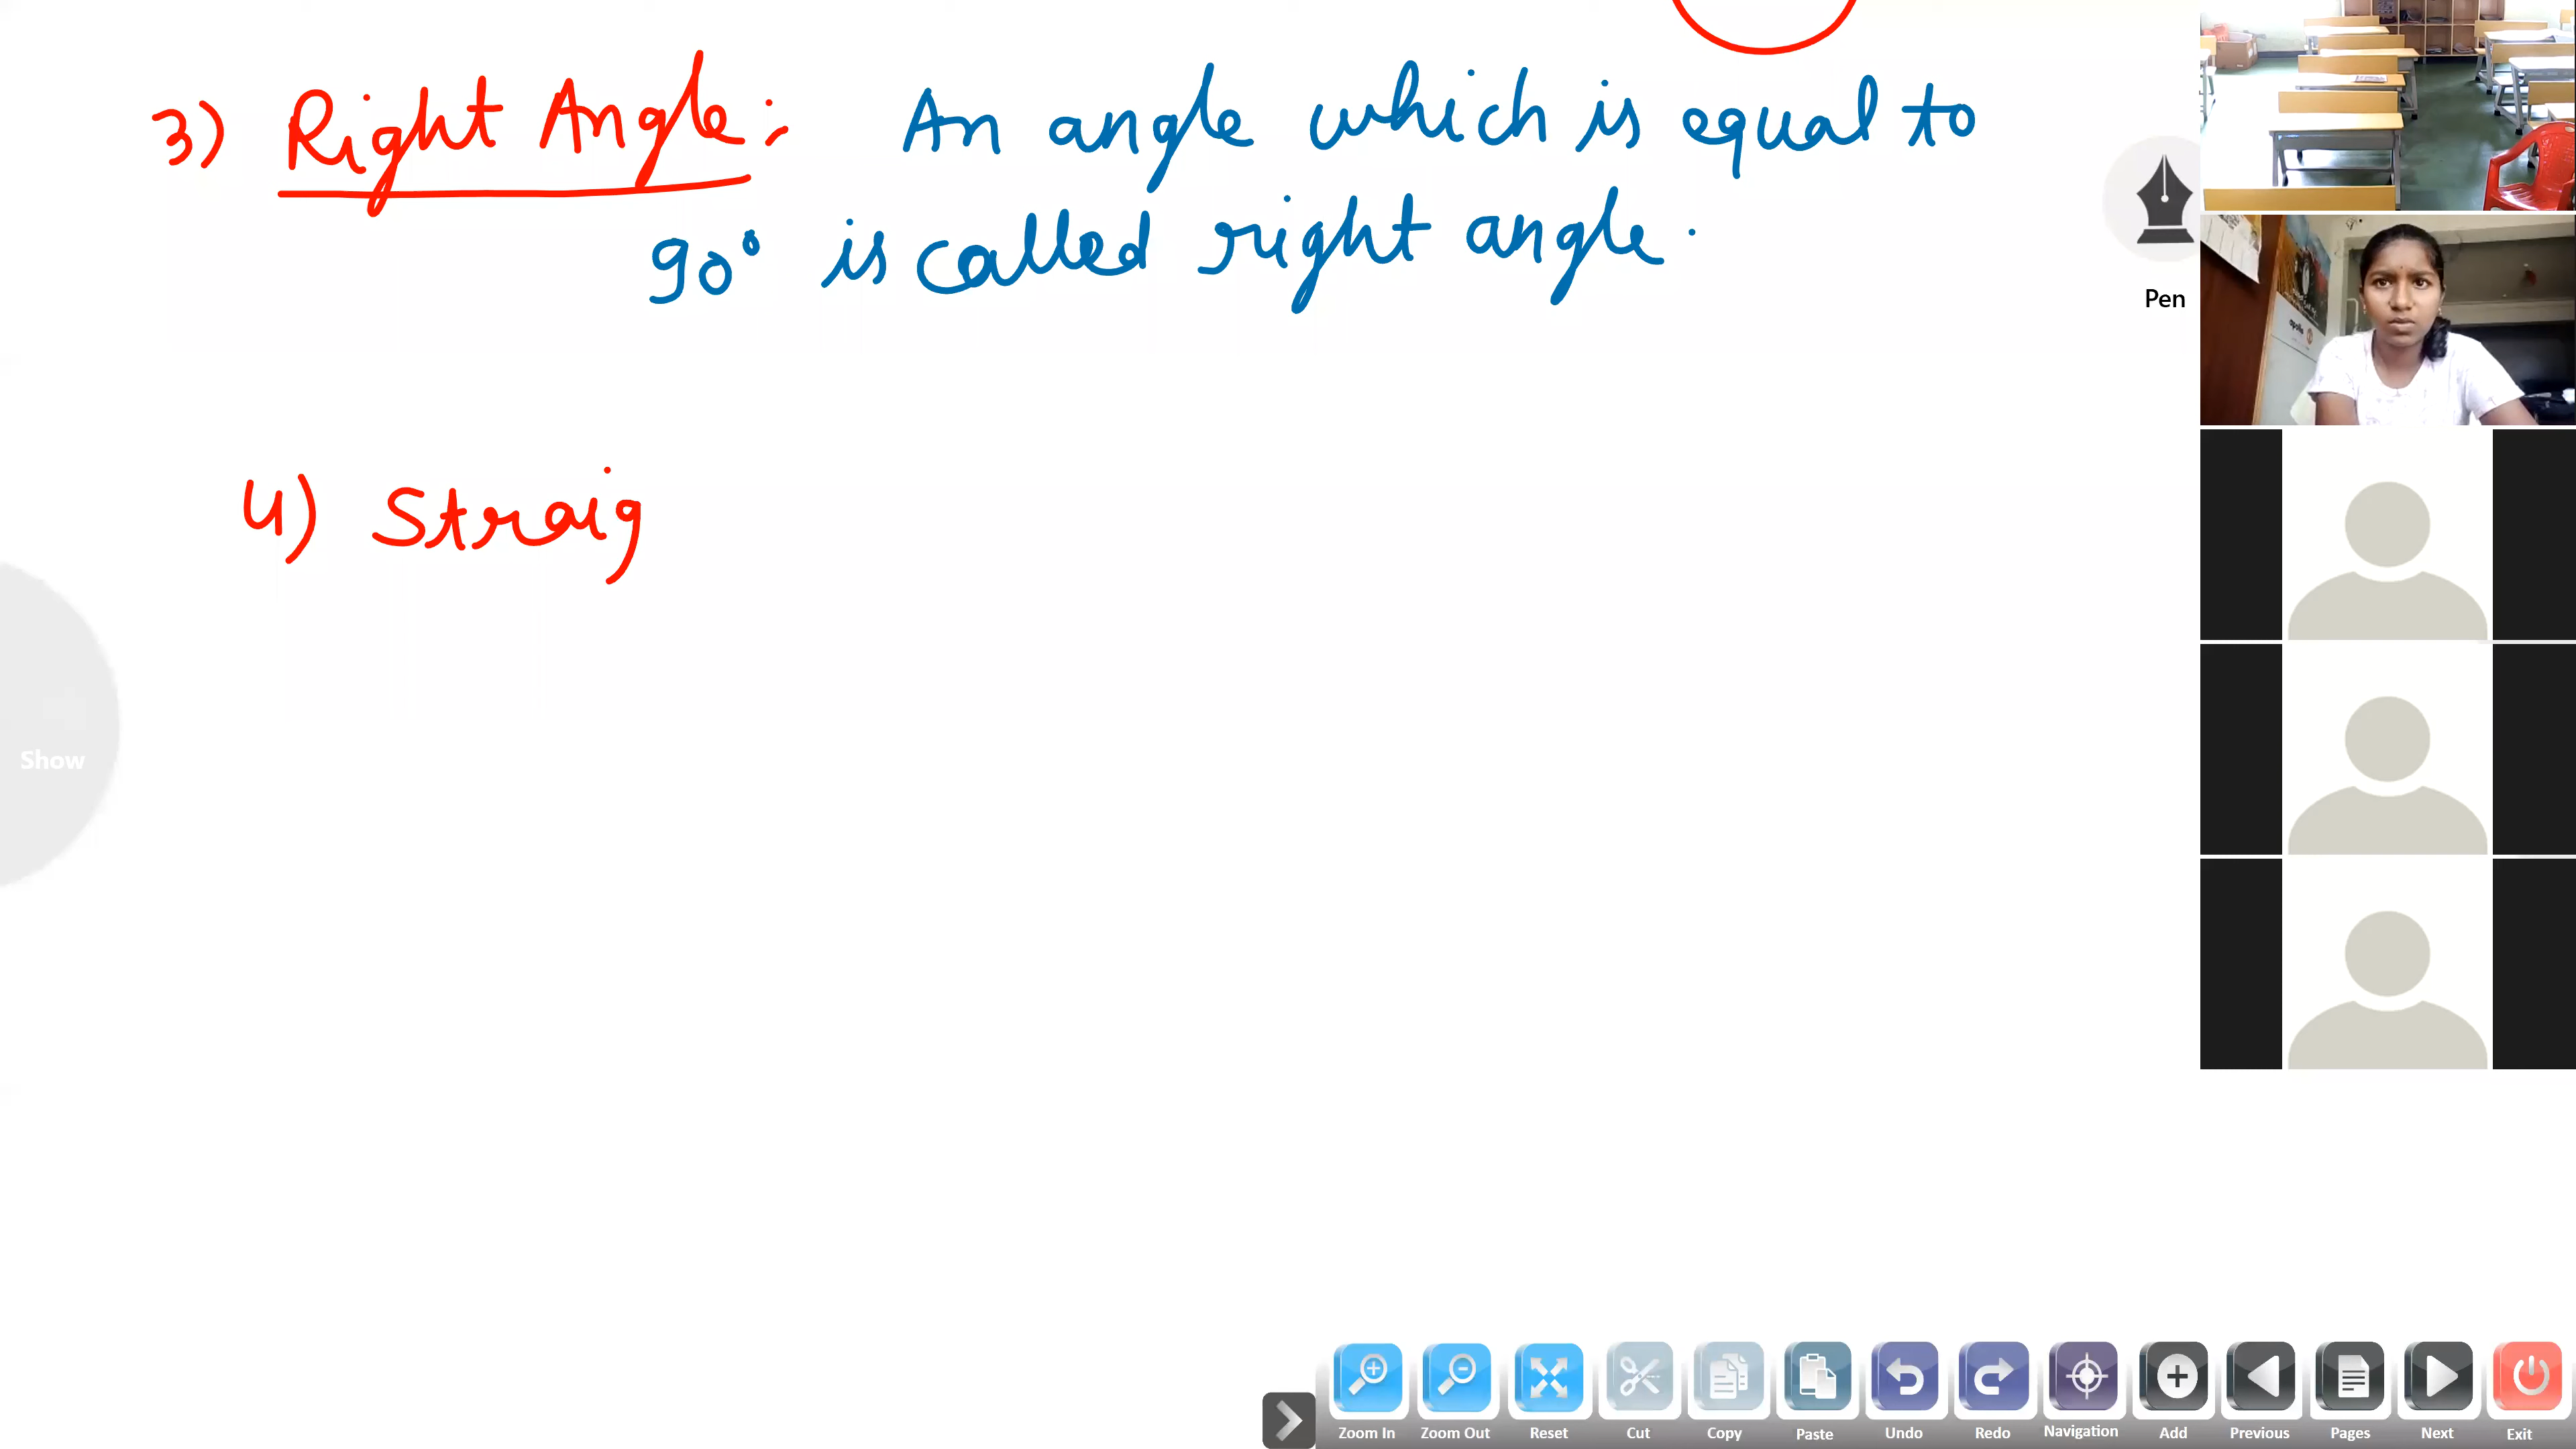 3) Right Angle: An angle which is equal to
90° is called right angle.
Pen
apollo
4) Straig
Show
Zoom In Zoom Out Reset Cut Copy Paste Undo Redo Navigation Add Previous Pages Next Exit